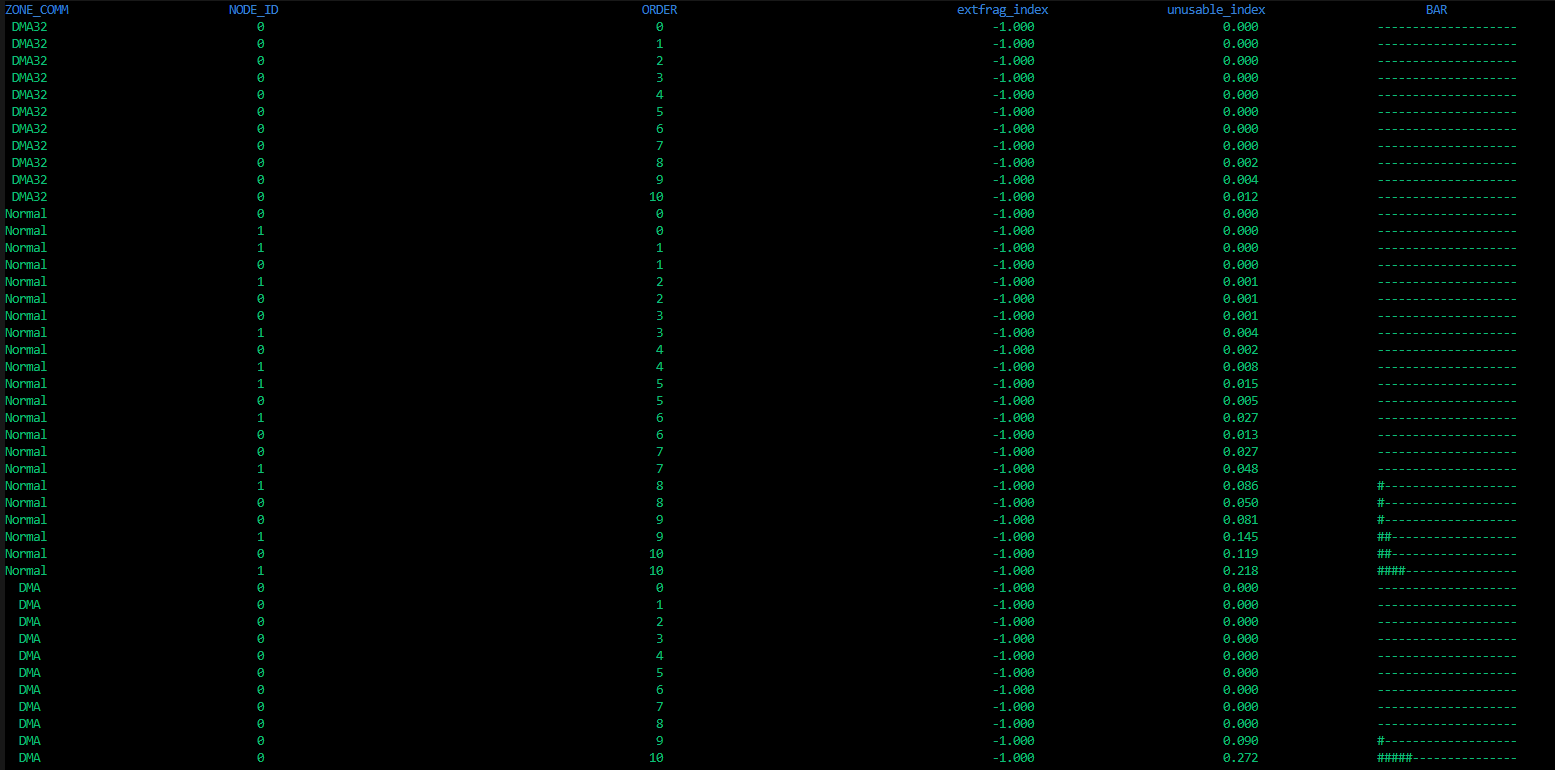 ZONE_COMM NODE_ID ORDER extfrag_index unusable_index BAR
DMA32 0 0 -1.000 0.000 --------------------
DMA32 0 1 -1.000 0.000 --------------------
DMA32 0 2 -1.000 0.000 --------------------
DMA32 0 3 -1.000 0.000 --------------------
DMA32 0 4 -1.000 0.000 --------------------
DMA32 0 5 -1.000 0.000 --------------------
DMA32 0 6 -1.000 0.000 --------------------
DMA32 0 7 -1.000 0.000 --------------------
DMA32 0 8 -1.000 0.002 --------------------
DMA32 0 9 -1.000 0.004 --------------------
DMA32 0 10 -1.000 0.012 --------------------
Normal 0 0 -1.000 0.000 --------------------
Normal 1 0 -1.000 0.000 --------------------
Normal 1 1 -1.000 0.000 --------------------
Normal 0 1 -1.000 0.000 --------------------
Normal 1 2 -1.000 0.001 --------------------
Normal 0 2 -1.000 0.001 --------------------
Normal 0 3 -1.000 0.001 --------------------
Normal 1 3 -1.000 0.004 --------------------
Normal 0 4 -1.000 0.002 --------------------
Normal 1 4 -1.000 0.008 --------------------
Normal 1 5 -1.000 0.015 --------------------
Normal 0 5 -1.000 0.005 --------------------
Normal 1 6 -1.000 0.027 --------------------
Normal 0 6 -1.000 0.013 --------------------
Normal 0 7 -1.000 0.027 --------------------
Normal 1 7 -1.000 0.048 --------------------
Normal 1 8 -1.000 0.086 #-------------------
Normal 0 8 -1.000 0.050 #-------------------
Normal 0 9 -1.000 0.081 #-------------------
Normal 1 9 -1.000 0.145 ##------------------
Normal 0 10 -1.000 0.119 ##------------------
Normal 1 10 -1.000 0.218 ####----------------
DMA 0 0 -1.000 0.000 --------------------
DMA 0 1 -1.000 0.000 --------------------
DMA 0 2 -1.000 0.000 --------------------
DMA 0 3 -1.000 0.000 --------------------
DMA 0 4 -1.000 0.000 --------------------
DMA 0 5 -1.000 0.000 --------------------
DMA 0 6 -1.000 0.000 --------------------
DMA 0 7 -1.000 0.000 --------------------
DMA 0 8 -1.000 0.000 --------------------
DMA 0 9 -1.000 0.090 #-------------------
DMA 0 10 -1.000 0.272 #####---------------